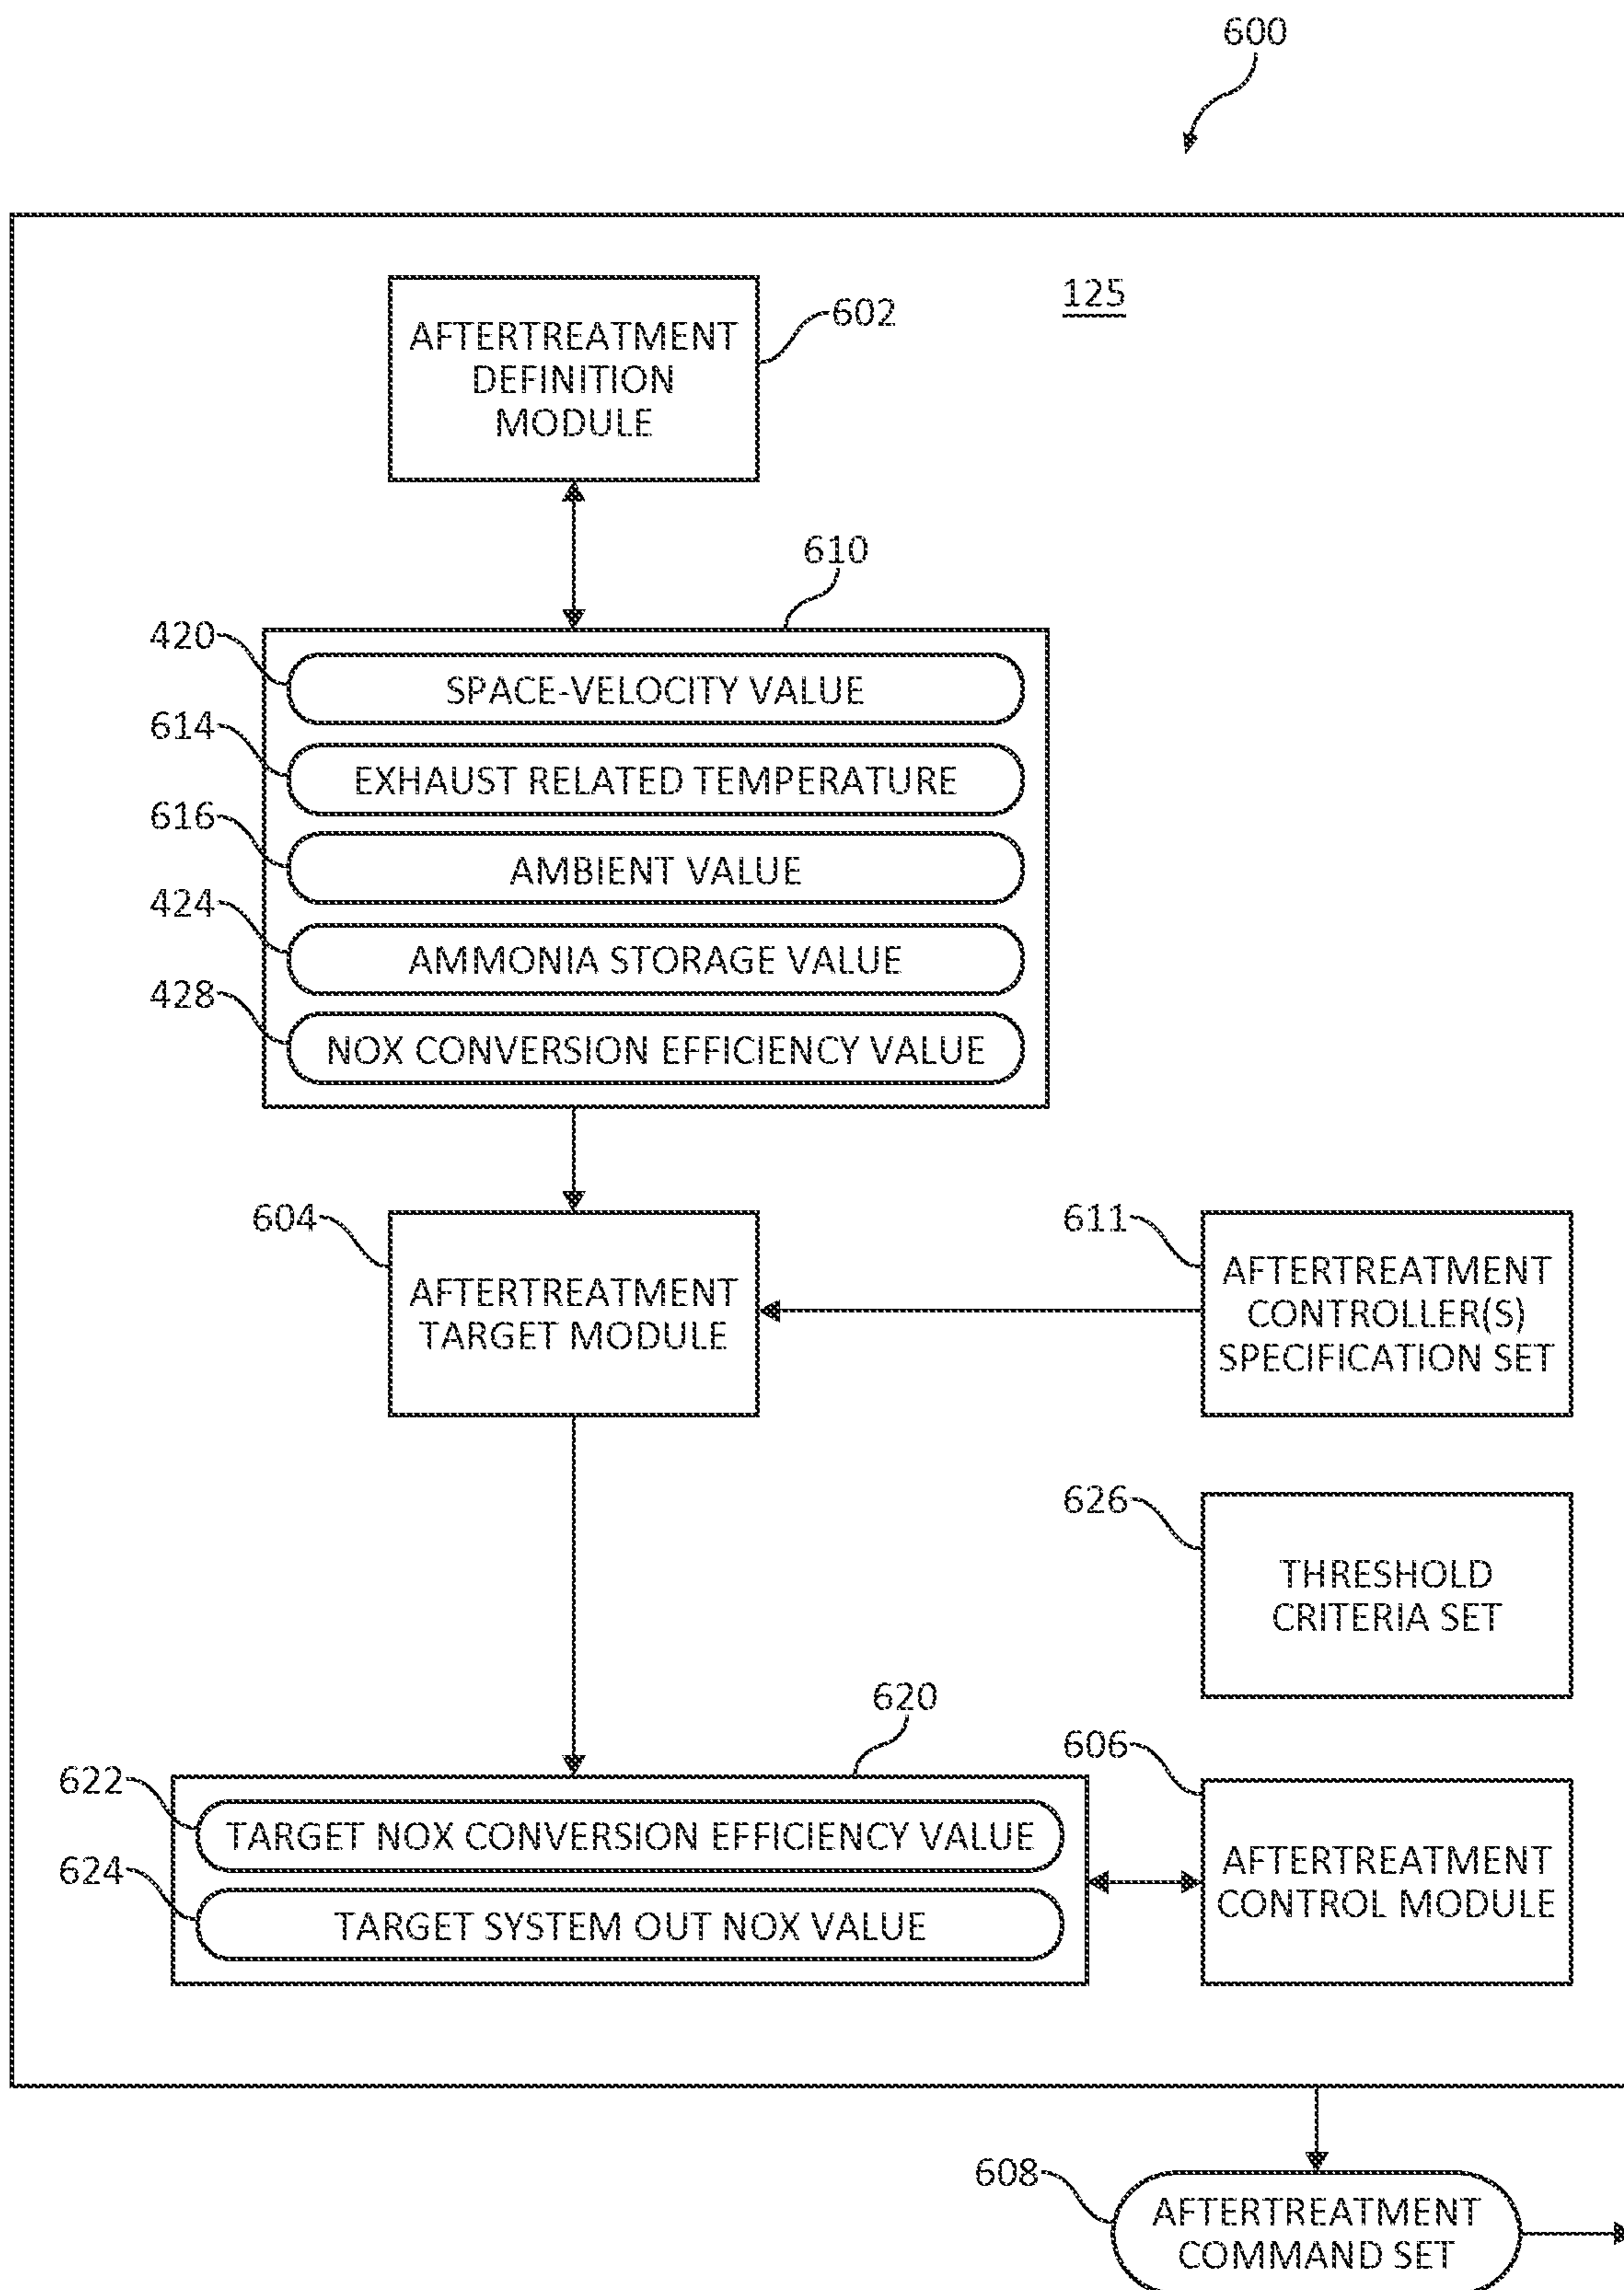 600
125
AFTERTREATMENT
DEFINITION
MODULE
602
610
420
SPACE-VELOCITY VALUE
614
EXHAUST RELATED TEMPERATURE
616
AMBIENT VALUE
424
AMMONIA STORAGE VALUE
428
NOX CONVERSION EFFICIENCY VALUE
604
AFTERTREATMENT
TARGET MODULE
611
AFTERTREATMENT
CONTROLLER(S)
SPECIFICATION SET
626
THRESHOLD
CRITERIA SET
620
622
TARGET NOX CONVERSION EFFICIENCY VALUE
624
TARGET SYSTEM OUT NOX VALUE
606
AFTERTREATMENT
CONTROL MODULE
608
AFTERTREATMENT
COMMAND SET